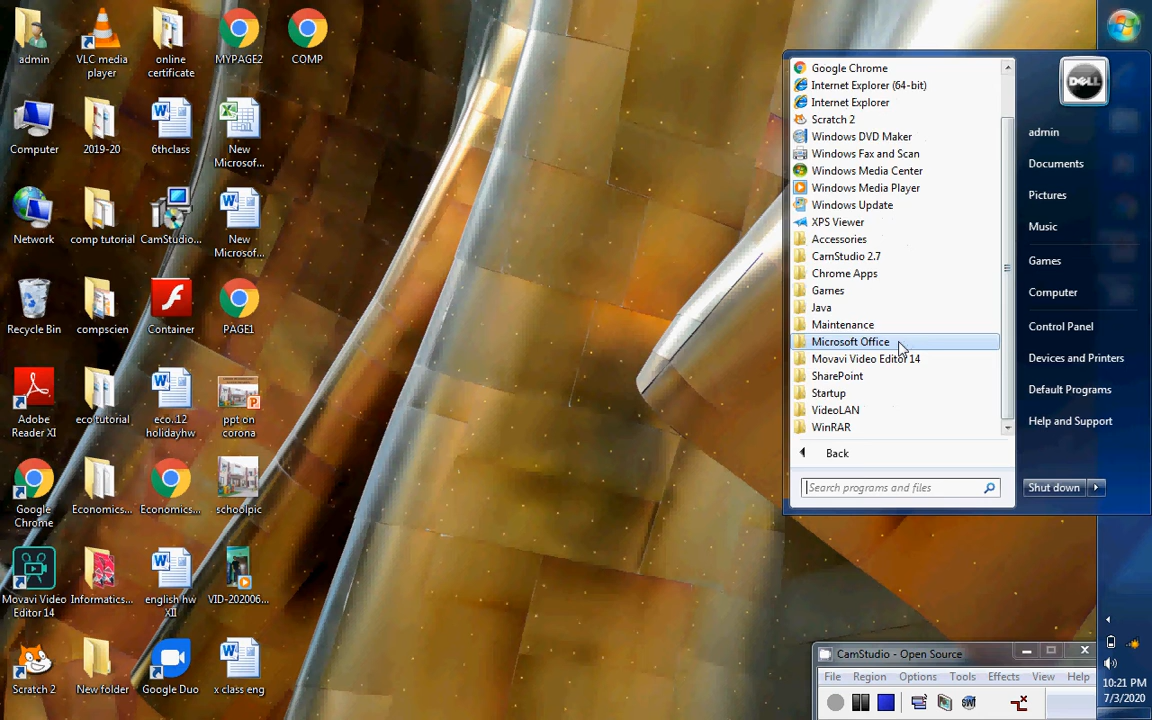 admin
VLC media
player
online
certificate
MYPAGE2
COMP
Computer
2019-20
6thclass
New
Microsof...
Network
comp tutorial
CamStudio...
New
Microsof...
Recycle Bin
compscien
Container
PAGE1
Adobe
Reader XI
eco tutorial
eco..12
holidayhw
ppt on
corona
Google
Chrome
Economics...
Economics...
schoolpic
Movavi Video
Editor 14
Informatics...
english hw
XII
VID-202006...
Scratch 2
New folder
Google Duo
x class eng
Google Chrome
Internet Explorer (64-bit)
Internet Explorer
Scratch 2
Windows DVD Maker
Windows Fax and Scan
Windows Media Center
Windows Media Player
Windows Update
XPS Viewer
Accessories
CamStudio 2.7
Chrome Apps
Games
Java
Maintenance
Microsoft Office
Movavi Video Editor 14
SharePoint
Startup
VideoLAN
WinRAR
Back
Search programs and files
DELL
admin
Documents
Pictures
Music
Games
Computer
Control Panel
Devices and Printers
Default Programs
Help and Support
Shut down
CamStudio - Open Source
File Region Options Tools Effects View Help
SWF
10:21 PM
7/3/2020